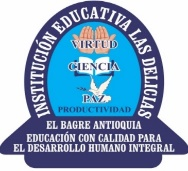 INSTITUCIÓN EDUCATIVA LAS DELICIAS
VIRTUD
CIENCIA
PAZ
PRODUCTIVIDAD
EL BAGRE ANTIOQUIA
EDUCACIÓN CON CALIDAD PARA
EL DESARROLLO HUMANO INTEGRAL